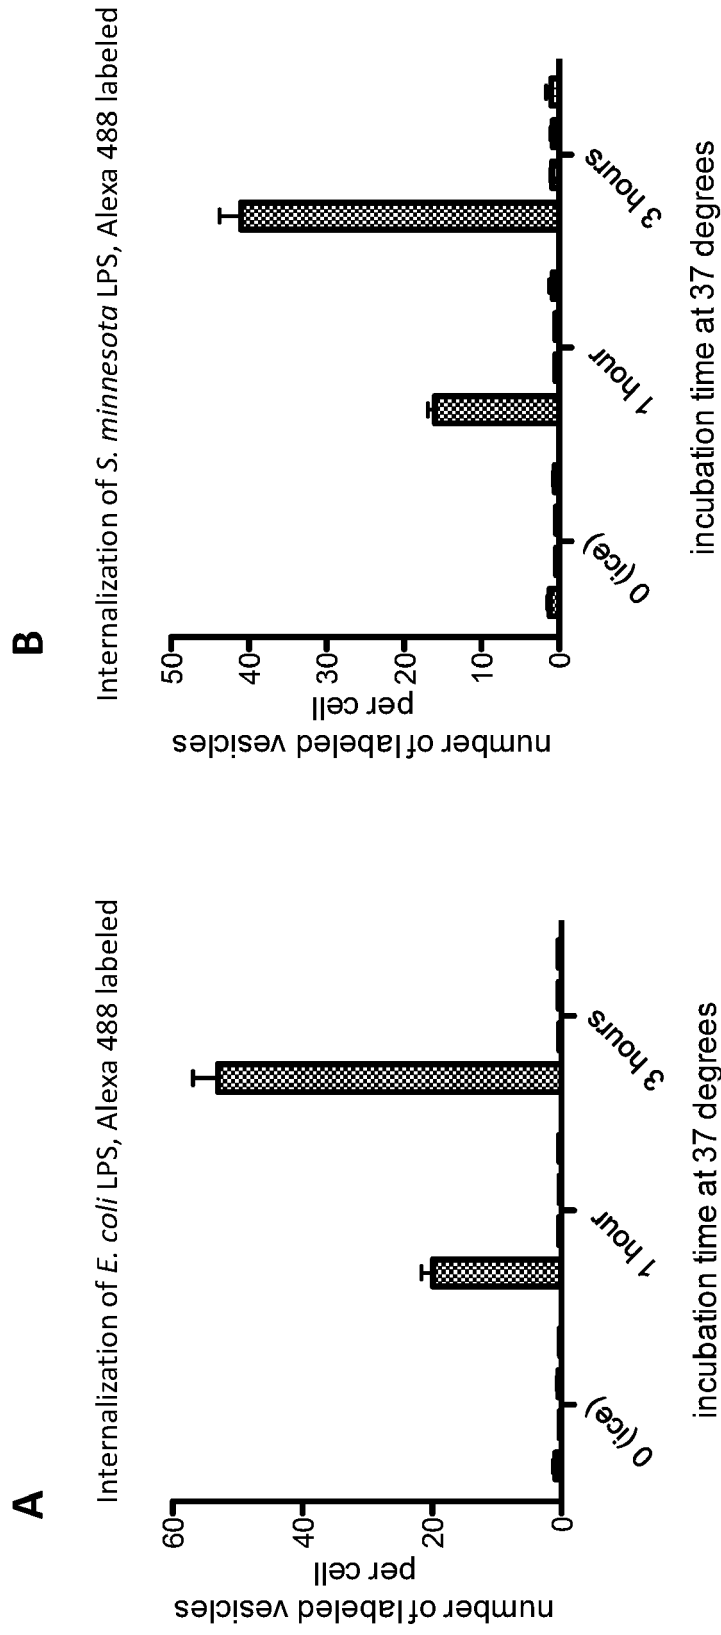 A
Internalization of E. coli LPS, Alexa 488 labeled
number of labeled vesicles
per cell
60
40
20
0
0 (ice)
1 hour
3 hours
incubation time at 37 degrees
B
Internalization of S. minnesota LPS, Alexa 488 labeled
number of labeled vesicles
per cell
50
40
30
20
10
0
0 (ice)
1 hour
3 hours
incubation time at 37 degrees